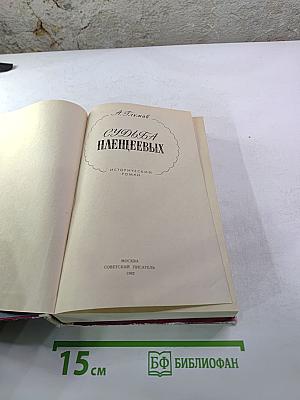 А. Глумов
СУДЬБА
ПЛЕЩЕЕВЫХ
ИСТОРИЧЕСКИЙ
РОМАН
МОСКВА
СОВЕТСКИЙ ПИСАТЕЛЬ
1982
15 см
БФ БИБЛИОФАН